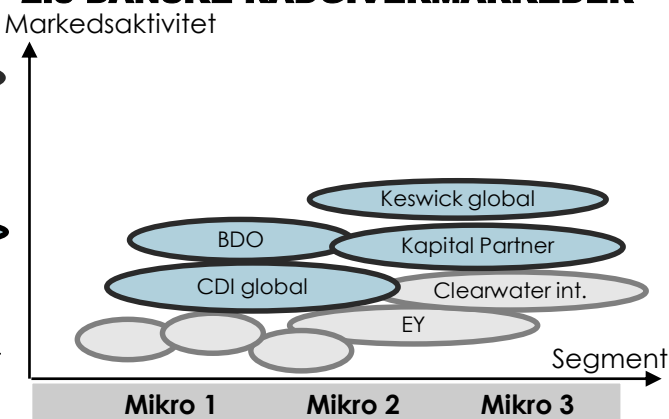 Markedsaktivitet
Keswick global
BDO
Kapital Partner
CDI global
Clearwater int.
EY
Segment
Mikro 1
Mikro 2
Mikro 3